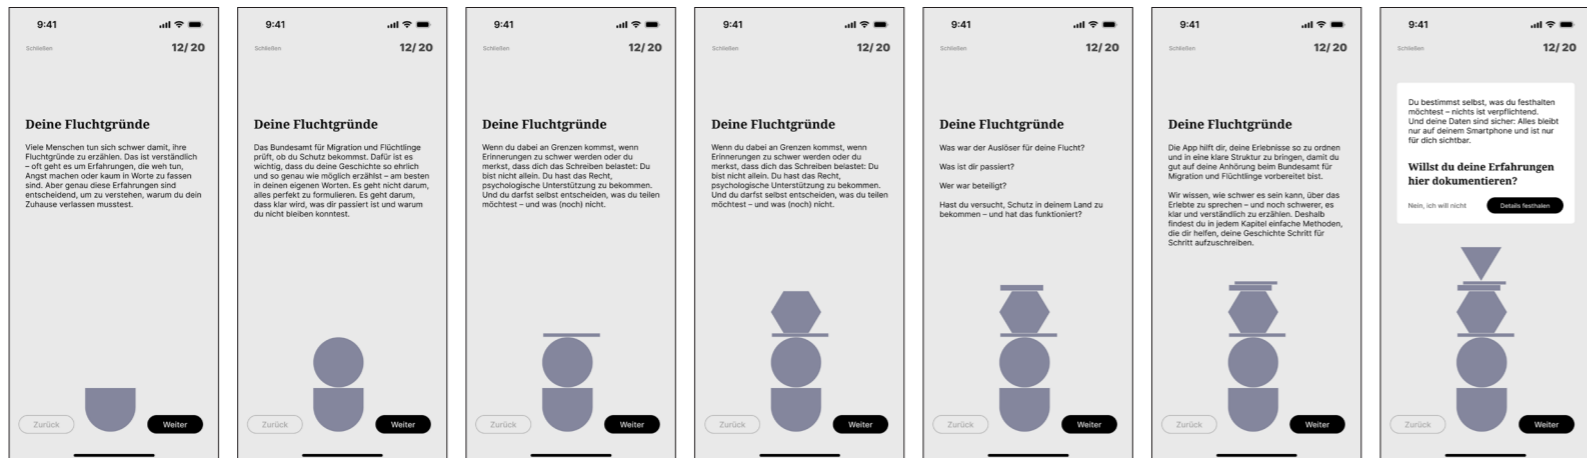 9:41
Schließen
12/ 20
Deine Fluchtgründe
Viele Menschen tun sich schwer damit, ihre
Fluchtgründe zu erzählen. Das ist verständlich
– oft geht es um Erfahrungen, die weh tun,
Angst machen oder kaum in Worte zu fassen
sind. Aber genau diese Erfahrungen sind
entscheidend, um zu verstehen, warum du dein
Zuhause verlassen musstest.
Zurück
Weiter
9:41
Schließen
12/ 20
Deine Fluchtgründe
Das Bundesamt für Migration und Flüchtlinge
prüft, ob du Schutz bekommst. Dafür ist es
wichtig, dass du deine Geschichte so ehrlich
und so genau wie möglich erzählst – am besten
in deinen eigenen Worten. Es geht nicht darum,
alles perfekt zu formulieren. Es geht darum,
dass klar wird, was dir passiert ist und warum
du nicht bleiben konntest.
Zurück
Weiter
9:41
Schließen
12/ 20
Deine Fluchtgründe
Wenn du dabei an Grenzen kommst, wenn
Erinnerungen zu schwer werden oder du
merkst, dass dich das Schreiben belastet: Du
bist nicht allein. Du hast das Recht,
psychologische Unterstützung zu bekommen.
Und du darfst selbst entscheiden, was du teilen
möchtest – und was (noch) nicht.
Zurück
Weiter
9:41
Schließen
12/ 20
Deine Fluchtgründe
Wenn du dabei an Grenzen kommst, wenn
Erinnerungen zu schwer werden oder du
merkst, dass dich das Schreiben belastet: Du
bist nicht allein. Du hast das Recht,
psychologische Unterstützung zu bekommen.
Und du darfst selbst entscheiden, was du teilen
möchtest – und was (noch) nicht.
Zurück
Weiter
9:41
Schließen
12/ 20
Deine Fluchtgründe
Was war der Auslöser für deine Flucht?
Was ist dir passiert?
Wer war beteiligt?
Hast du versucht, Schutz in deinem Land zu
bekommen – und hat das funktioniert?
Zurück
Weiter
9:41
Schließen
12/ 20
Deine Fluchtgründe
Die App hilft dir, deine Erlebnisse so zu ordnen
und in eine klare Struktur zu bringen, damit du
gut auf deine Anhörung beim Bundesamt für
Migration und Flüchtlinge vorbereitet bist.
Wir wissen, wie schwer es sein kann, über das
Erlebte zu sprechen – und noch schwerer, es
klar und verständlich zu erzählen. Deshalb
findest du in jedem Kapitel einfache Methoden,
die dir helfen, deine Geschichte Schritt für
Schritt aufzuschreiben.
Zurück
Weiter
9:41
Schließen
12/ 20
Du bestimmst selbst, was du festhalten
möchtest – nichts ist verpflichtend.
Und deine Daten sind sicher: Alles bleibt
nur auf deinem Smartphone und ist nur
für dich sichtbar.
Willst du deine Erfahrungen
hier dokumentieren?
Nein, ich will nicht
Details festhalten
Zurück
Weiter